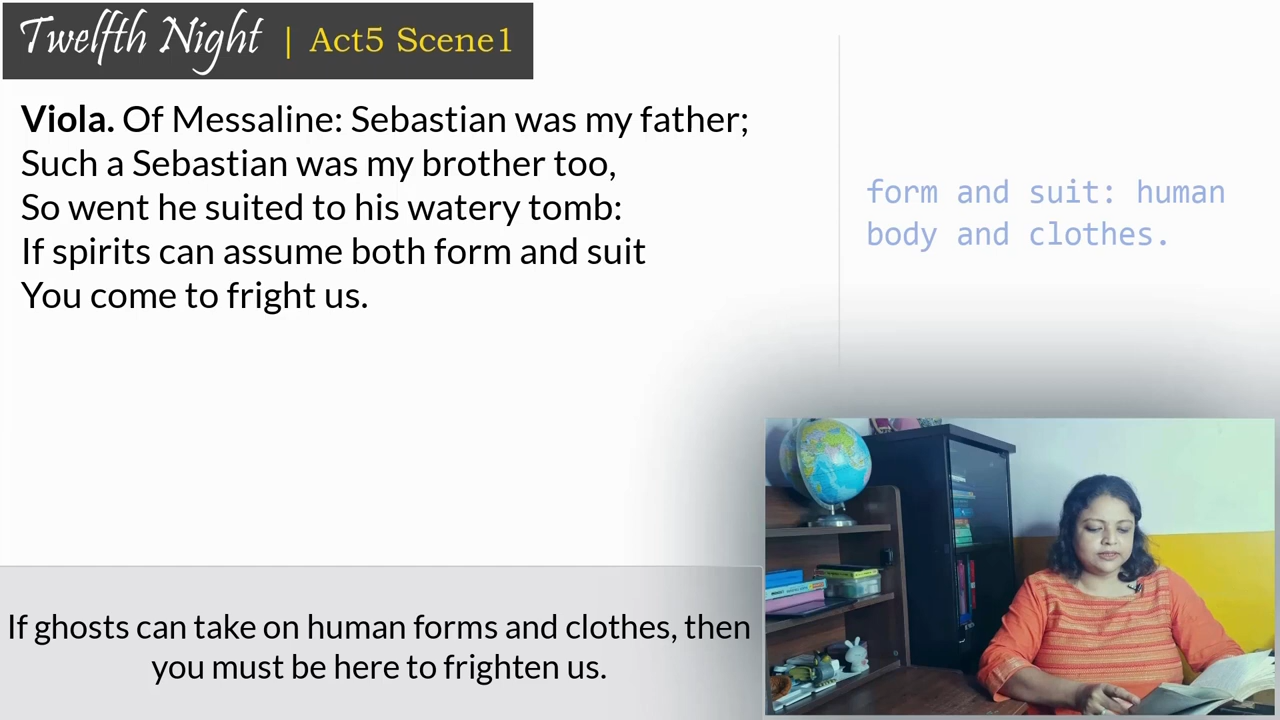 Twelfth Night | Act5 Scene1
Viola. Of Messaline: Sebastian was my father;
Such a Sebastian was my brother too,
So went he suited to his watery tomb:
If spirits can assume both form and suit
You come to fright us.
form and suit: human
body and clothes.
If ghosts can take on human forms and clothes, then
you must be here to frighten us.